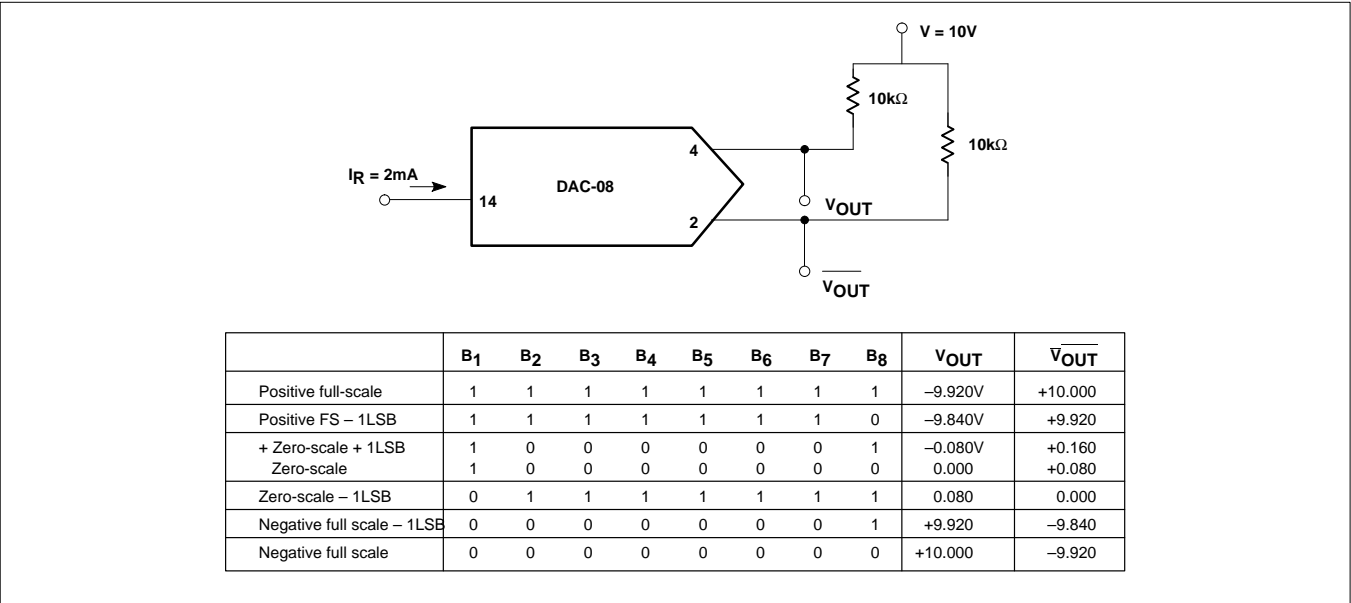 V = 10V
10kΩ
10kΩ
4
IR = 2mA
DAC-08
14
VOUT
2
VOUT
B1 B2 B3 B4 B5 B6 B7 B8 VOUT VVOUT
Positive full-scale 1 1 1 1 1 1 1 1 –9.920V +10.000
Positive FS – 1LSB 1 1 1 1 1 1 1 0 –9.840V +9.920
+ Zero-scale + 1LSB 1 0 0 0 0 0 0 1 –0.080V +0.160
Zero-scale 1 0 0 0 0 0 0 0 0.000 +0.080
Zero-scale – 1LSB 0 1 1 1 1 1 1 1 0.080 0.000
Negative full scale – 1LSB 0 0 0 0 0 0 0 1 +9.920 –9.840
Negative full scale 0 0 0 0 0 0 0 0 +10.000 –9.920